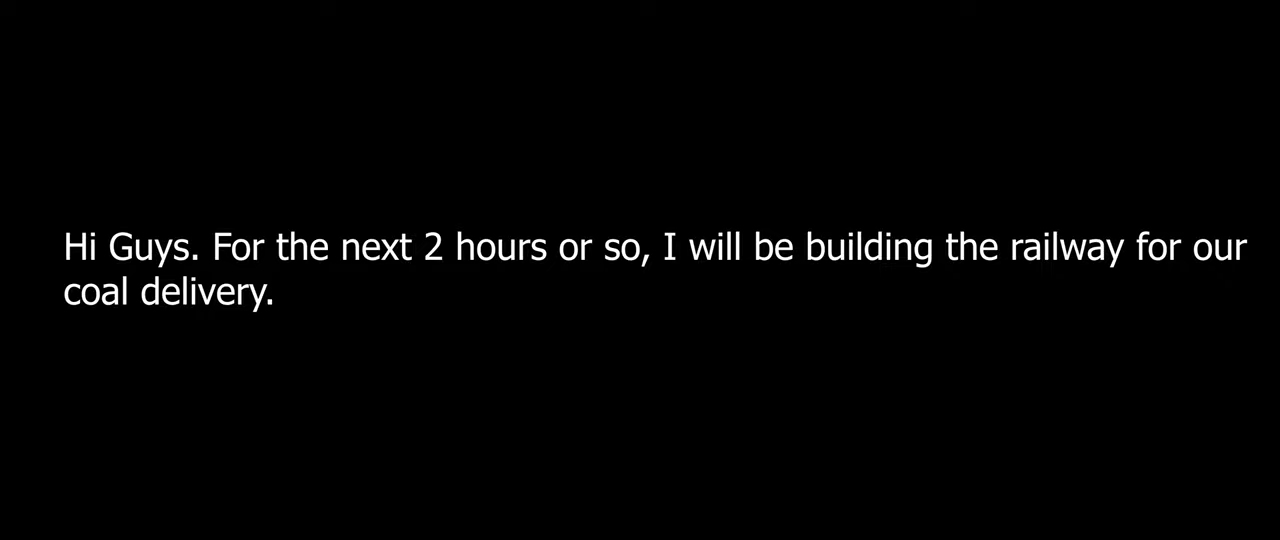 Hi Guys. For the next 2 hours or so, I will be building the railway for our
coal delivery.